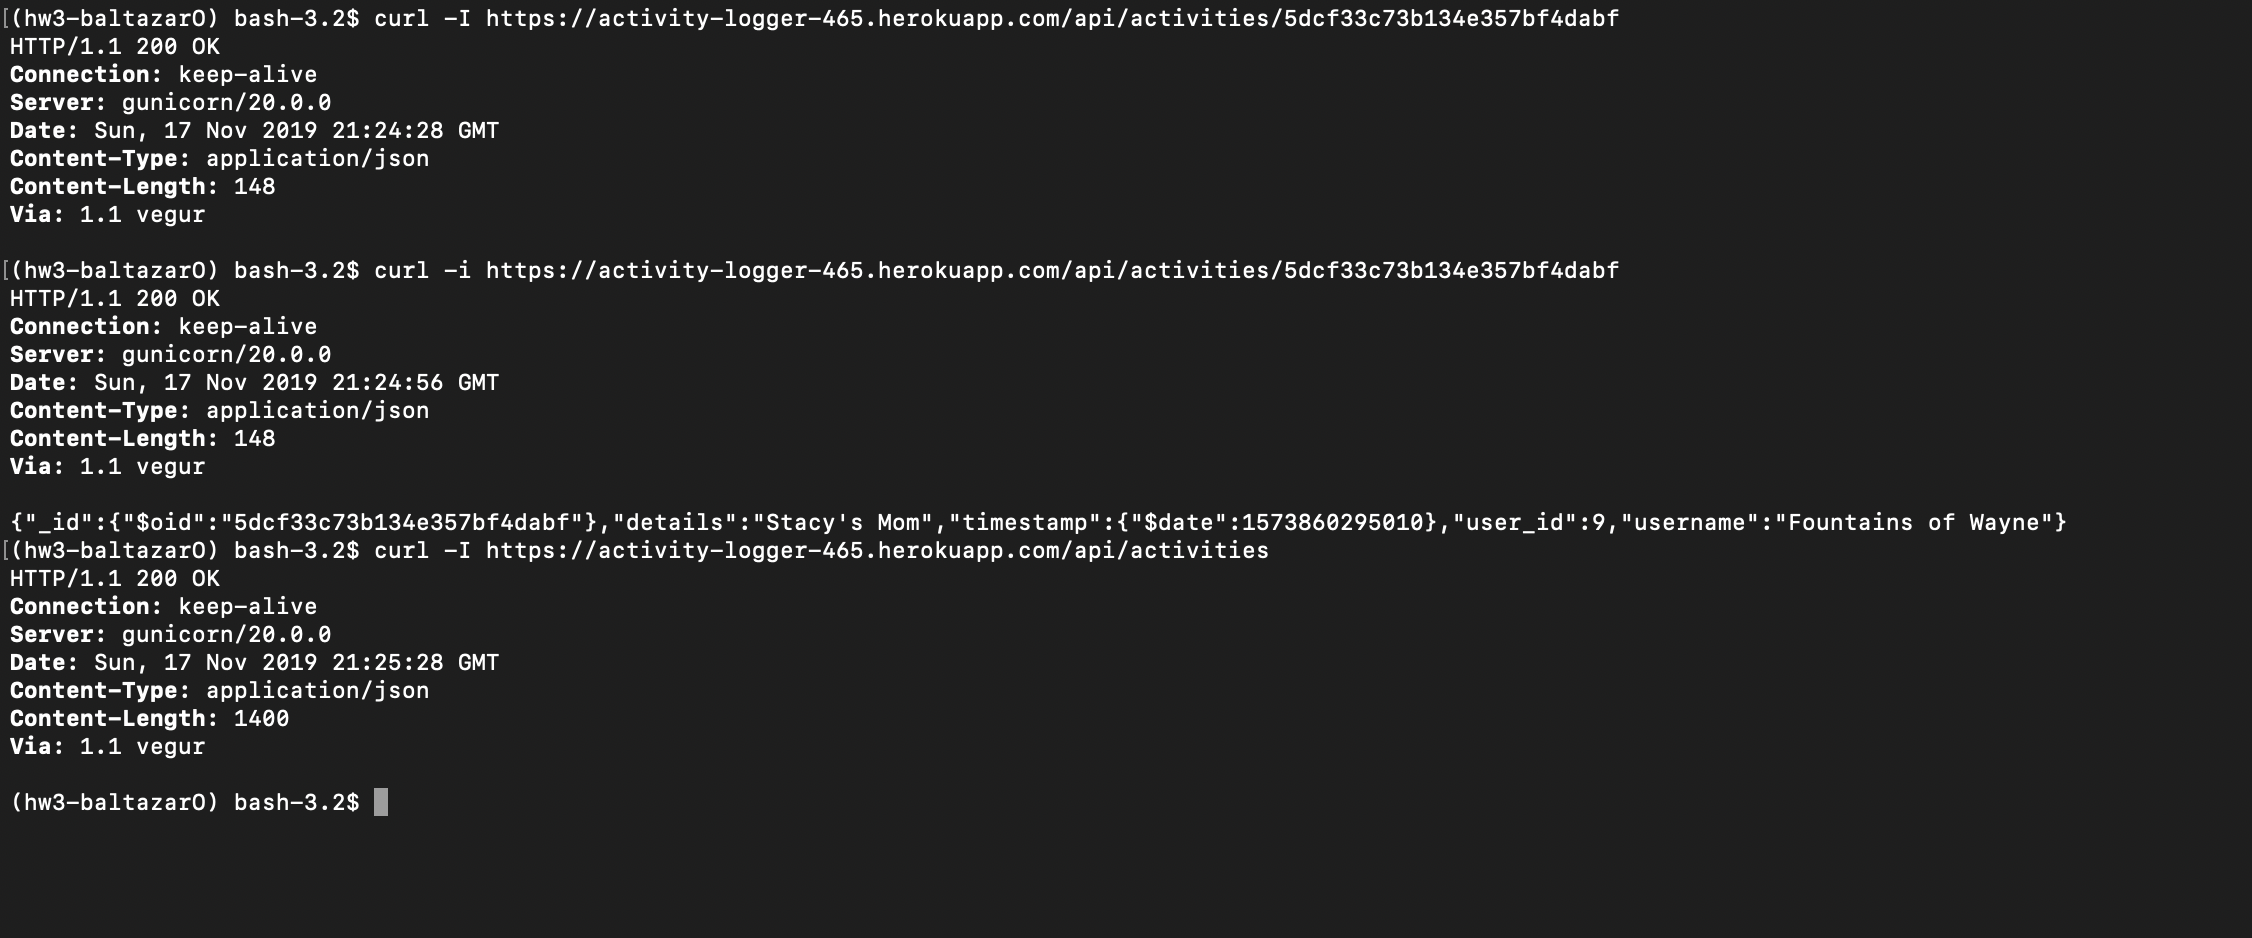 [(hw3-baltazarO) bash-3.2$ curl -I https://activity-logger-465.herokuapp.com/api/activities/5dcf33c73b134e357bf4dabf
HTTP/1.1 200 OK
Connection: keep-alive
Server: gunicorn/20.0.0
Date: Sun, 17 Nov 2019 21:24:28 GMT
Content-Type: application/json
Content-Length: 148
Via: 1.1 vegur
[(hw3-baltazarO) bash-3.2$ curl -i https://activity-logger-465.herokuapp.com/api/activities/5dcf33c73b134e357bf4dabf
HTTP/1.1 200 OK
Connection: keep-alive
Server: gunicorn/20.0.0
Date: Sun, 17 Nov 2019 21:24:56 GMT
Content-Type: application/json
Content-Length: 148
Via: 1.1 vegur
{"_id":{"$oid":"5dcf33c73b134e357bf4dabf"},"details":"Stacy's Mom","timestamp":{"$date":1573860295010},"user_id":9,"username":"Fountains of Wayne"}
[(hw3-baltazarO) bash-3.2$ curl -I https://activity-logger-465.herokuapp.com/api/activities
HTTP/1.1 200 OK
Connection: keep-alive
Server: gunicorn/20.0.0
Date: Sun, 17 Nov 2019 21:25:28 GMT
Content-Type: application/json
Content-Length: 1400
Via: 1.1 vegur
(hw3-baltazarO) bash-3.2$